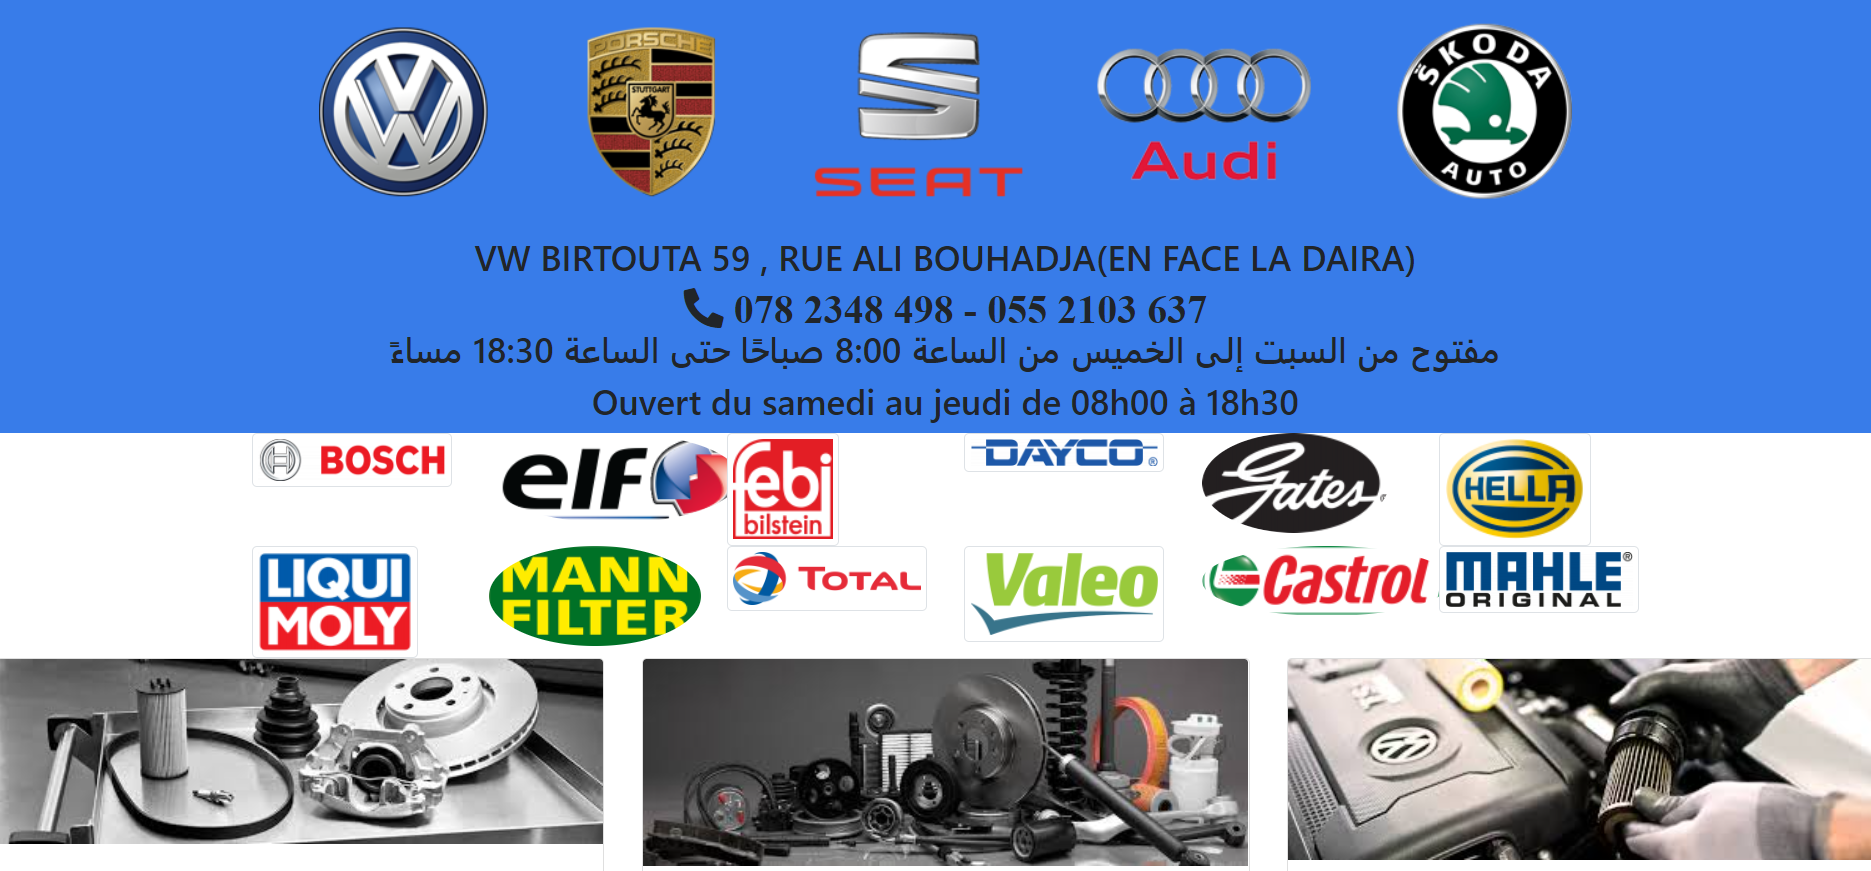 PORSCHE
STUTTGART
SEAT
Audi
ŠKODA
AUTO
VW BIRTOUTA 59 , RUE ALI BOUHADJA(EN FACE LA DAIRA)
078 2348 498 - 055 2103 637
مفتوح من السبت إلى الخميس من الساعة 8:00 صباحًا حتى الساعة 18:30 مساءً
Ouvert du samedi au jeudi de 08h00 à 18h30
BOSCH
elf
febi
bilstein
DAYCO®
Gates
HELLA
LIQUI
MOLY
MANN
FILTER
TOTAL
Valeo
Castrol
MAHLE®
ORIGINAL